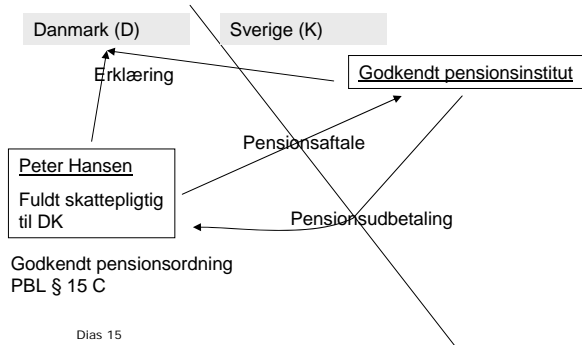 Danmark (D)
Sverige (K)
Erklæring
Godkendt pensionsinstitut
Pensionsaftale
Peter Hansen
Fuldt skattepligtig
til DK
Pensionsudbetaling
Godkendt pensionsordning
PBL § 15 C
Dias 15